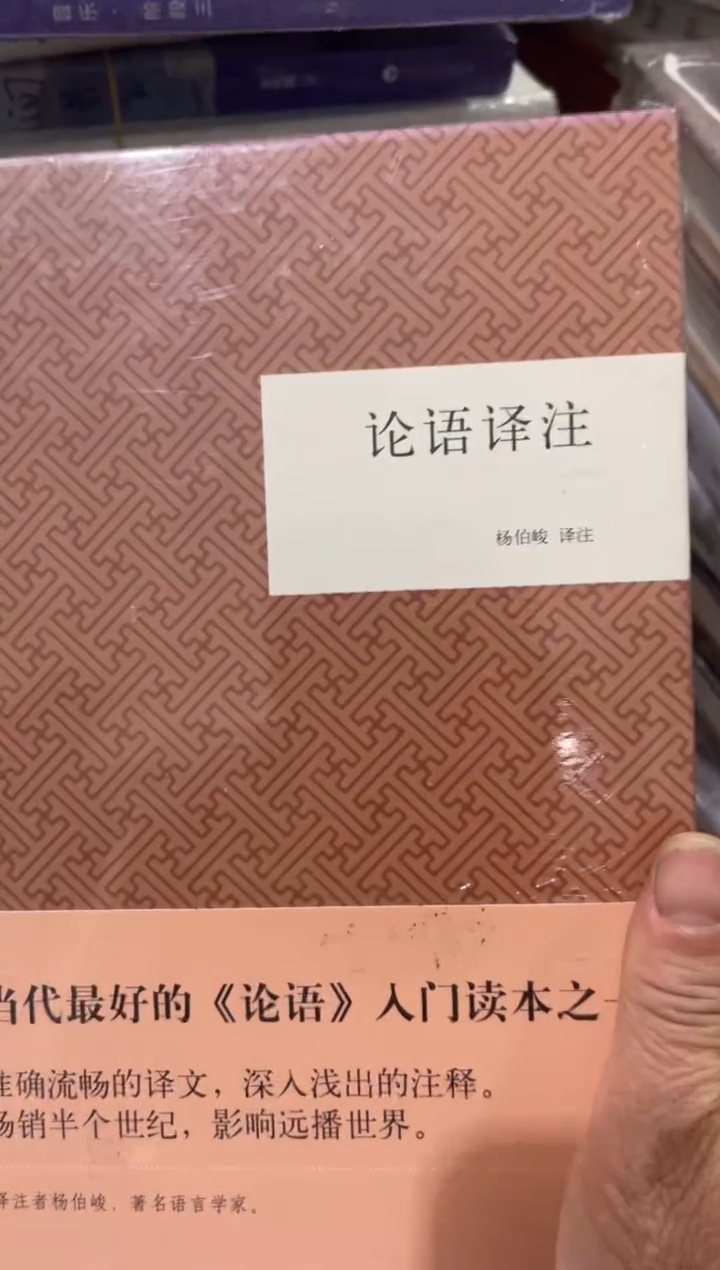 论语译注
杨伯峻 译注
当代最好的《论语》入门读本之一
准确流畅的译文，深入浅出的注释。
畅销半个世纪，影响远播世界。
译注者杨伯峻，著名语言学家。